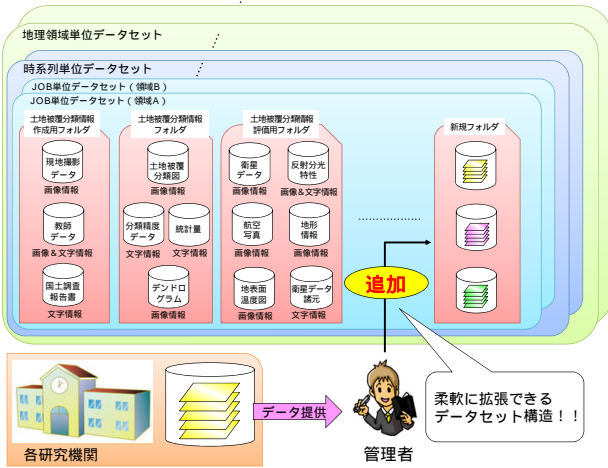 地理領域単位データセット
時系列単位データセット
JOB単位データセット（領域B）
JOB単位データセット（領域A）
土地被覆分類情報
作成用フォルダ
現地撮影
データ
画像情報
教師
データ
画像＆文字情報
国土調査
報告書
文字情報
土地被覆分類情報
フォルダ
土地被覆
分類図
画像情報
分類精度
データ
文字情報
統計量
文字情報
デンドロ
グラム
画像情報
土地被覆分類情報
評価用フォルダ
衛星
データ
画像情報
反射分光
特性
画像＆文字情報
航空
写真
画像情報
地形
情報
画像情報
地表面
温度図
画像情報
衛星データ
諸元
文字情報
新規フォルダ
追加
各研究機関
データ提供
管理者
柔軟に拡張できる
データセット構造！！